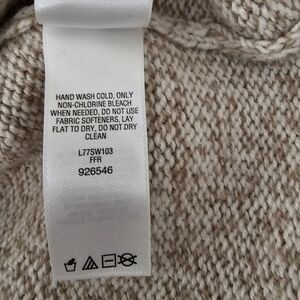 HAND WASH COLD, ONLY
NON-CHLORINE BLEACH
WHEN NEEDED, DO NOT USE
FABRIC SOFTENERS, LAY
FLAT TO DRY, DO NOT DRY
CLEAN
L77SW103
FFR
926546